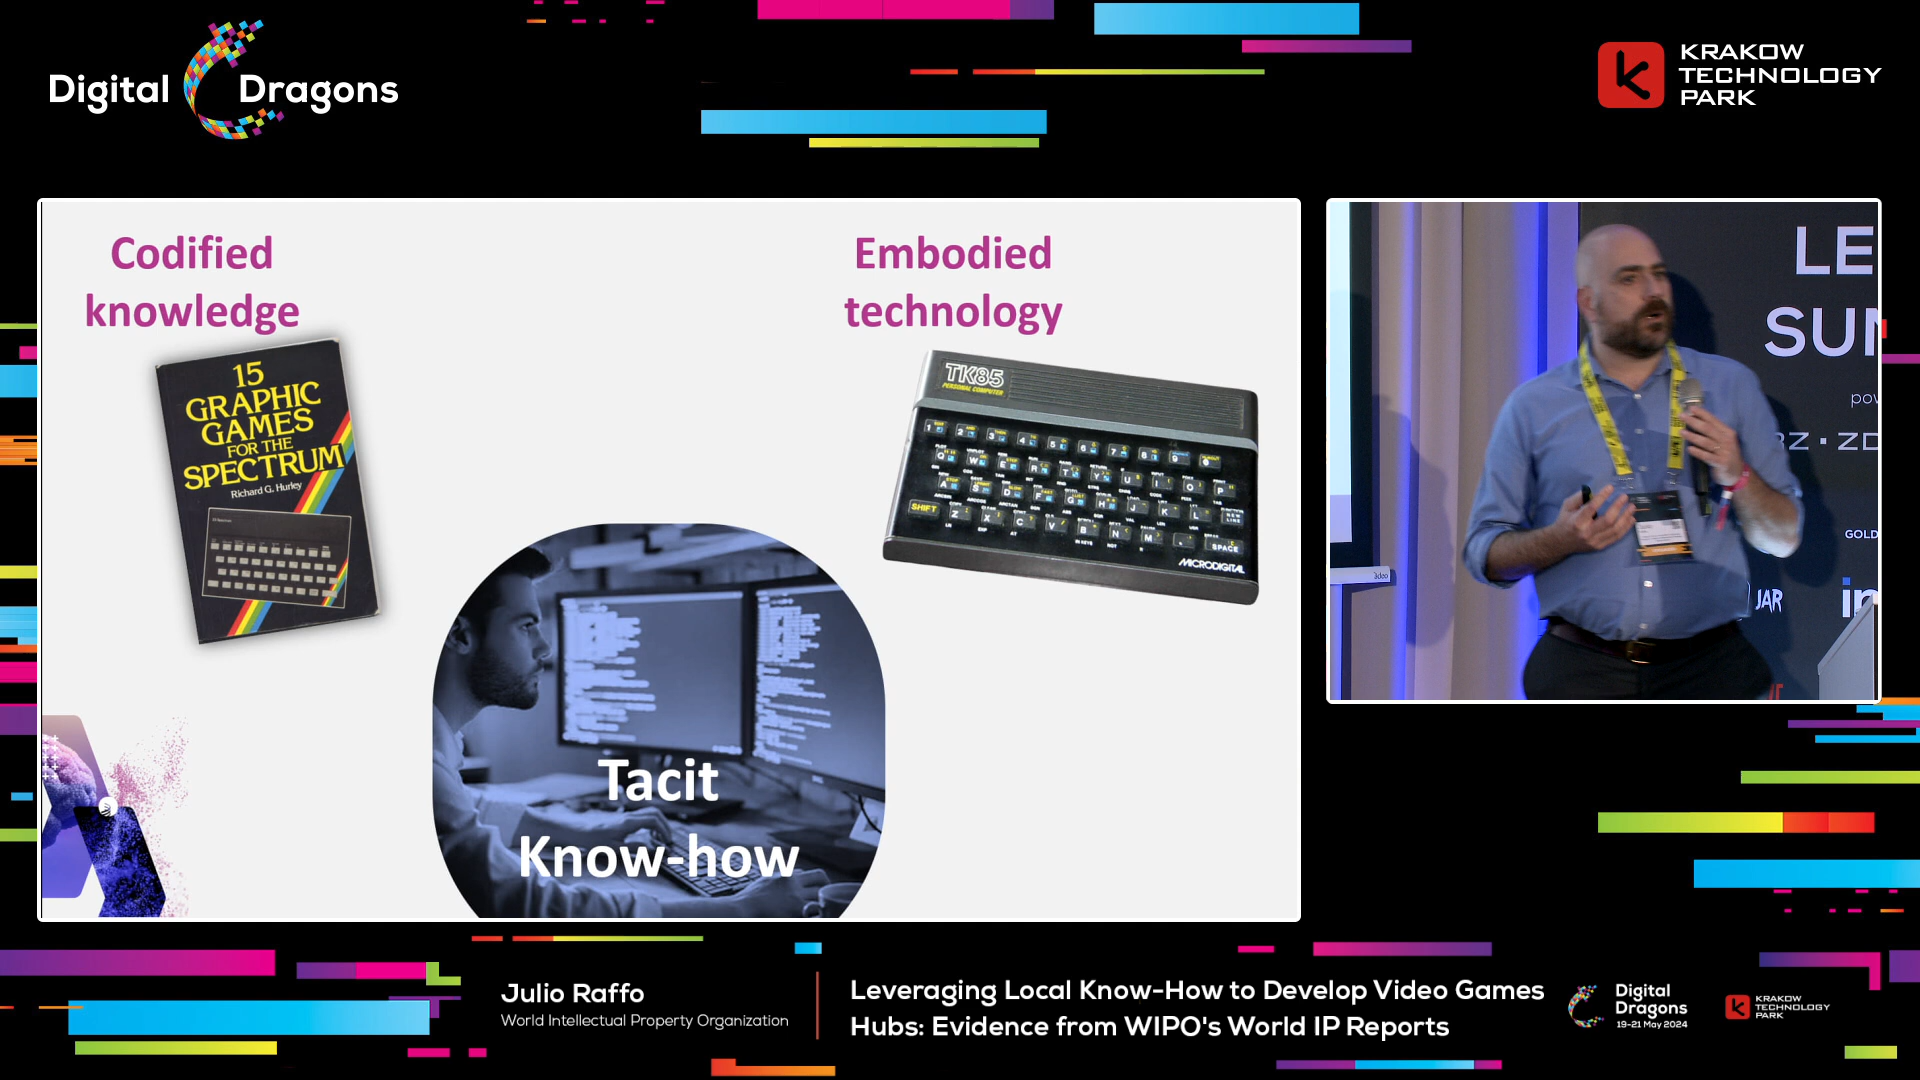 Digital Dragons
KRAKOW
TECHNOLOGY
PARK
Codified
knowledge
Embodied
technology
15
GRAPHIC
GAMES
FOR THE
SPECTRUM
Richard G. Hurley
TK85
PERSONAL COMPUTER
SHIFT
SPACE
MICRODIGITAL
Tacit
Know-how
LE
SUM
pow
GOLD
JAR
in
Julio Raffo
World Intellectual Property Organization
Leveraging Local Know-How to Develop Video Games
Hubs: Evidence from WIPO's World IP Reports
Digital
Dragons
19-21 May 2024
KRAKOW
TECHNOLOGY
PARK